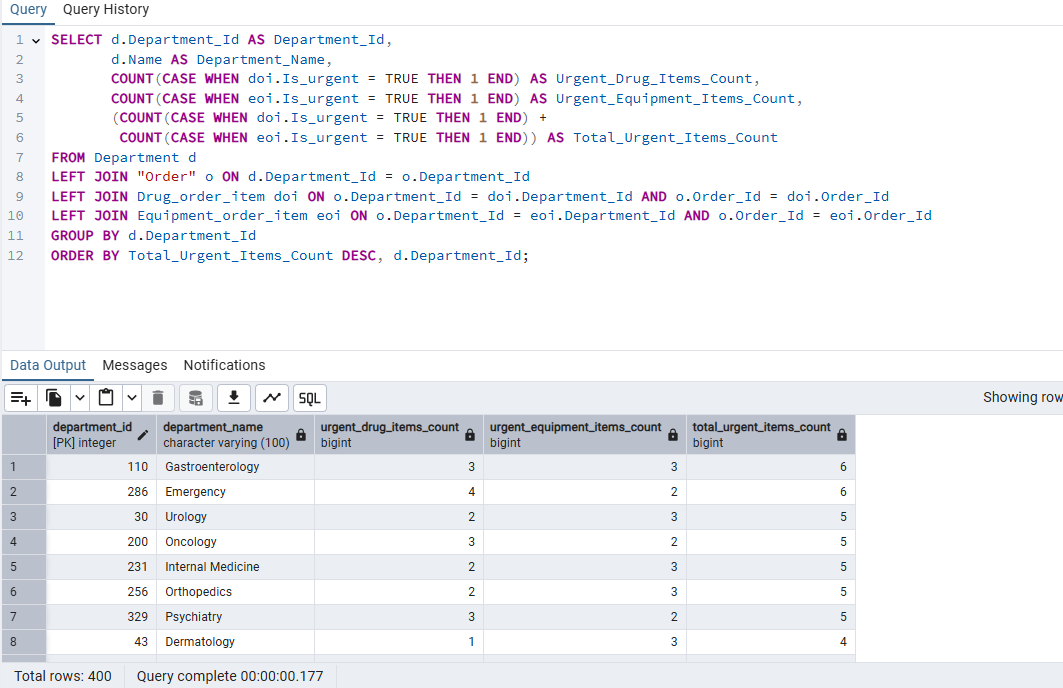 Query Query History
1 SELECT d.Department_Id AS Department_Id,
2 d.Name AS Department_Name,
3 COUNT(CASE WHEN doi.Is_urgent = TRUE THEN 1 END) AS Urgent_Drug_Items_Count,
4 COUNT(CASE WHEN eoi.Is_urgent = TRUE THEN 1 END) AS Urgent_Equipment_Items_Count,
5 (COUNT(CASE WHEN doi.Is_urgent = TRUE THEN 1 END) +
6 COUNT(CASE WHEN eoi.Is_urgent = TRUE THEN 1 END)) AS Total_Urgent_Items_Count
7 FROM Department d
8 LEFT JOIN "Order" o ON d.Department_Id = o.Department_Id
9 LEFT JOIN Drug_order_item doi ON o.Department_Id = doi.Department_Id AND o.Order_Id = doi.Order_Id
10 LEFT JOIN Equipment_order_item eoi ON o.Department_Id = eoi.Department_Id AND o.Order_Id = eoi.Order_Id
11 GROUP BY d.Department_Id
12 ORDER BY Total_Urgent_Items_Count DESC, d.Department_Id;
Data Output Messages Notifications
SQL Showing row
department_id department_name urgent_drug_items_count urgent_equipment_items_count total_urgent_items_count
[PK] integer character varying (100) bigint bigint bigint
1 110 Gastroenterology 3 3 6
2 286 Emergency 4 2 6
3 30 Urology 2 3 5
4 200 Oncology 3 2 5
5 231 Internal Medicine 2 3 5
6 256 Orthopedics 2 3 5
7 329 Psychiatry 3 2 5
8 43 Dermatology 1 3 4
Total rows: 400 Query complete 00:00:00.177